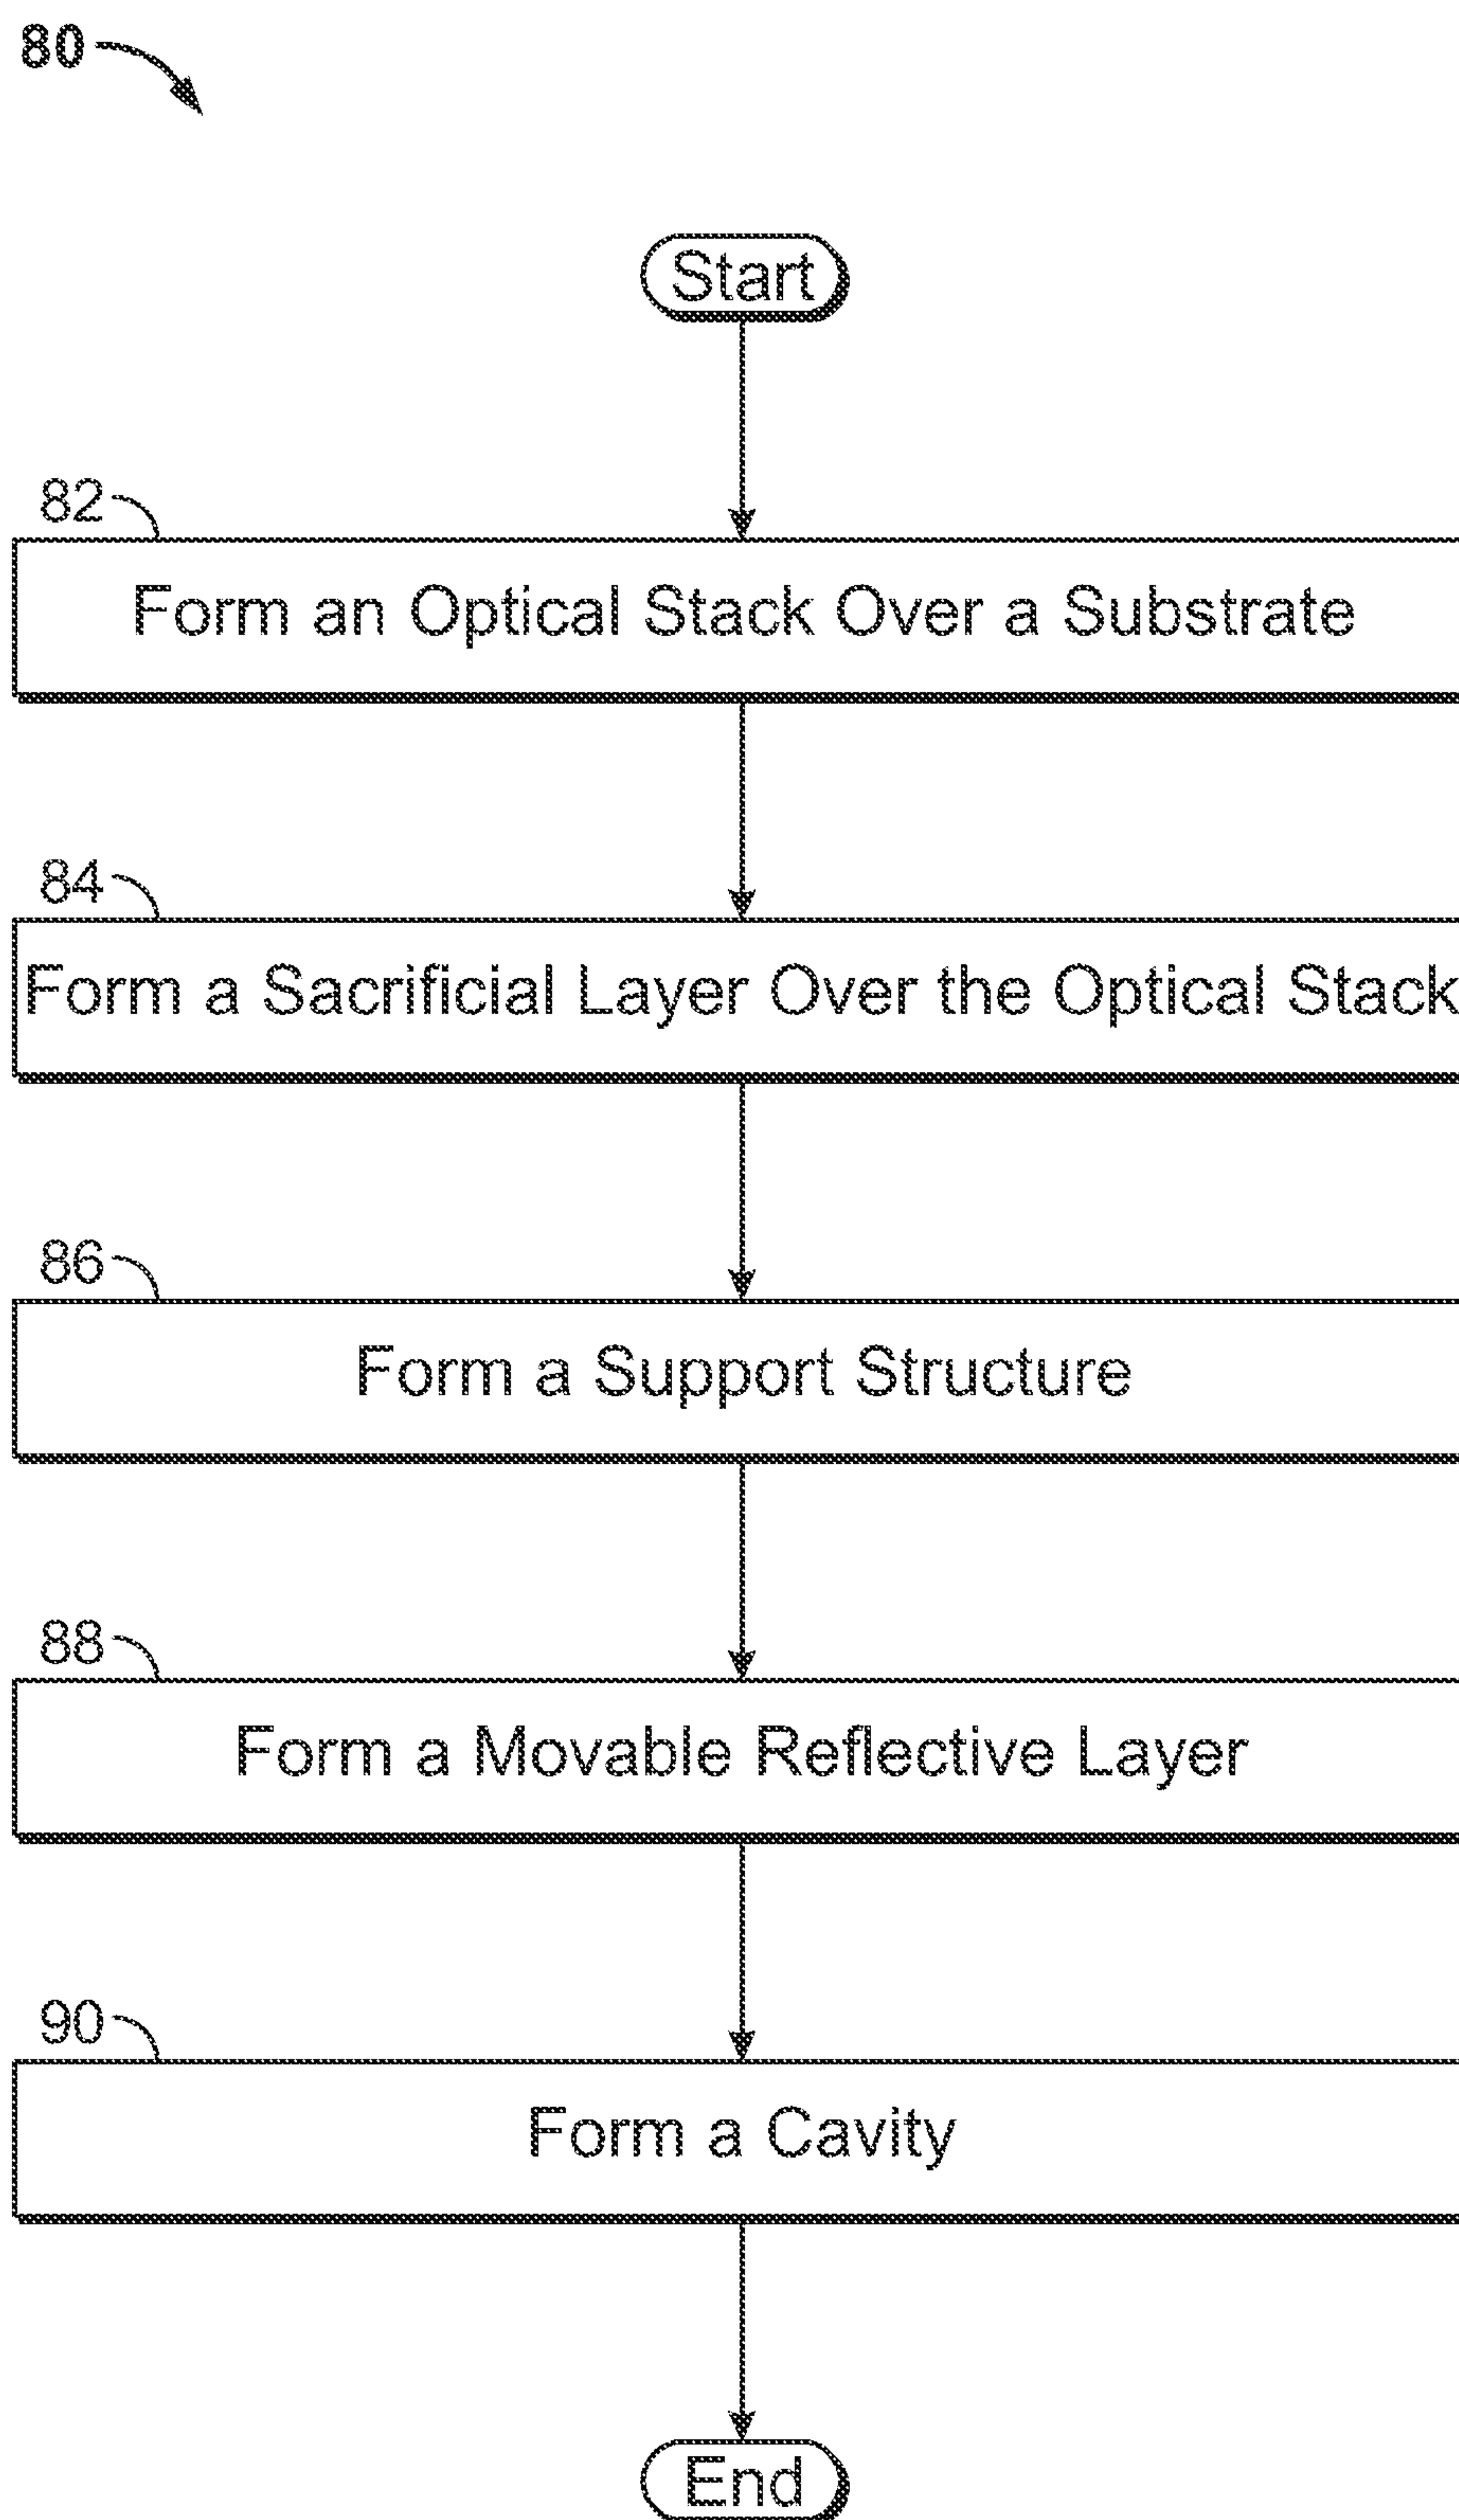 80
Start
82
Form an Optical Stack Over a Substrate
84
Form a Sacrificial Layer Over the Optical Stack
86
Form a Support Structure
88
Form a Movable Reflective Layer
90
Form a Cavity
End